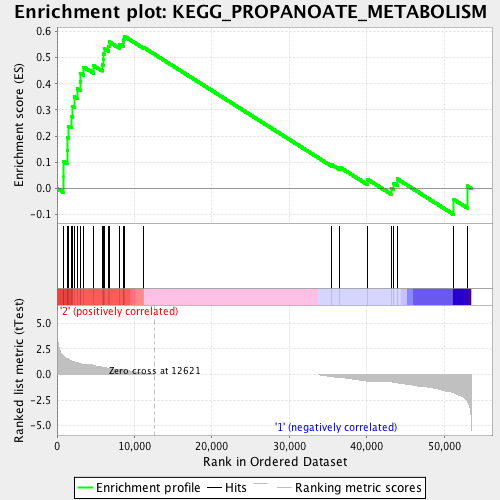 Enrichment plot: KEGG_PROPANOATE_METABOLISM
Enrichment score (ES)
0.6
0.5
0.4
0.3
0.2
0.1
0.0
-0.1
'2' (positively correlated)
Ranked list metric (tTest)
5.0
2.5
0.0
-2.5
-5.0
Zero cross at 12621
'1' (negatively correlated)
0 10,000 20,000 30,000 40,000 50,000
Rank in Ordered Dataset
Enrichment profile Hits Ranking metric scores